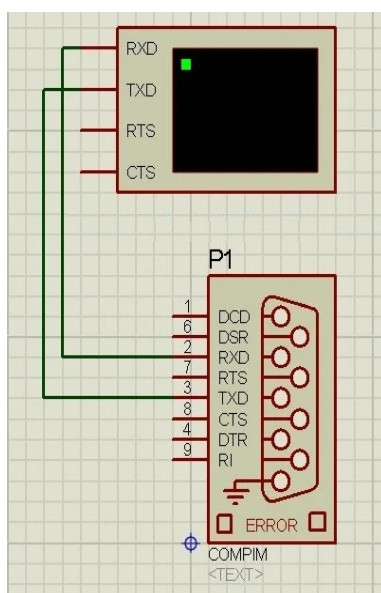 RXD
TXD
RTS
CTS
P1
1 DCD
6 DSR
2 RXD
7 RTS
3 TXD
8 CTS
4 DTR
9 RI
ERROR
COMPIM
<TEXT>